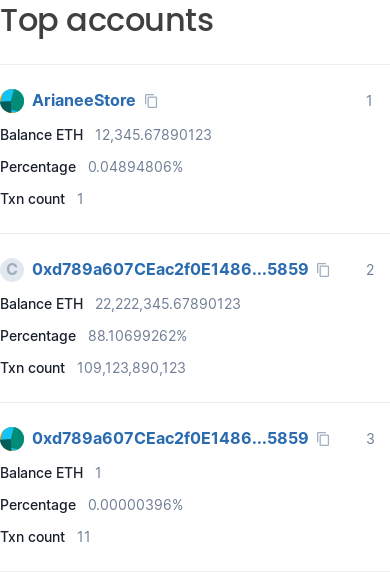 Top accounts
ArianeeStore 1
Balance ETH 12,345.67890123
Percentage 0.04894806%
Txn count 1
C 0xd789a607CEac2f0E1486...5859 2
Balance ETH 22,222,345.67890123
Percentage 88.10699262%
Txn count 109,123,890,123
0xd789a607CEac2f0E1486...5859 3
Balance ETH 1
Percentage 0.00000396%
Txn count 11